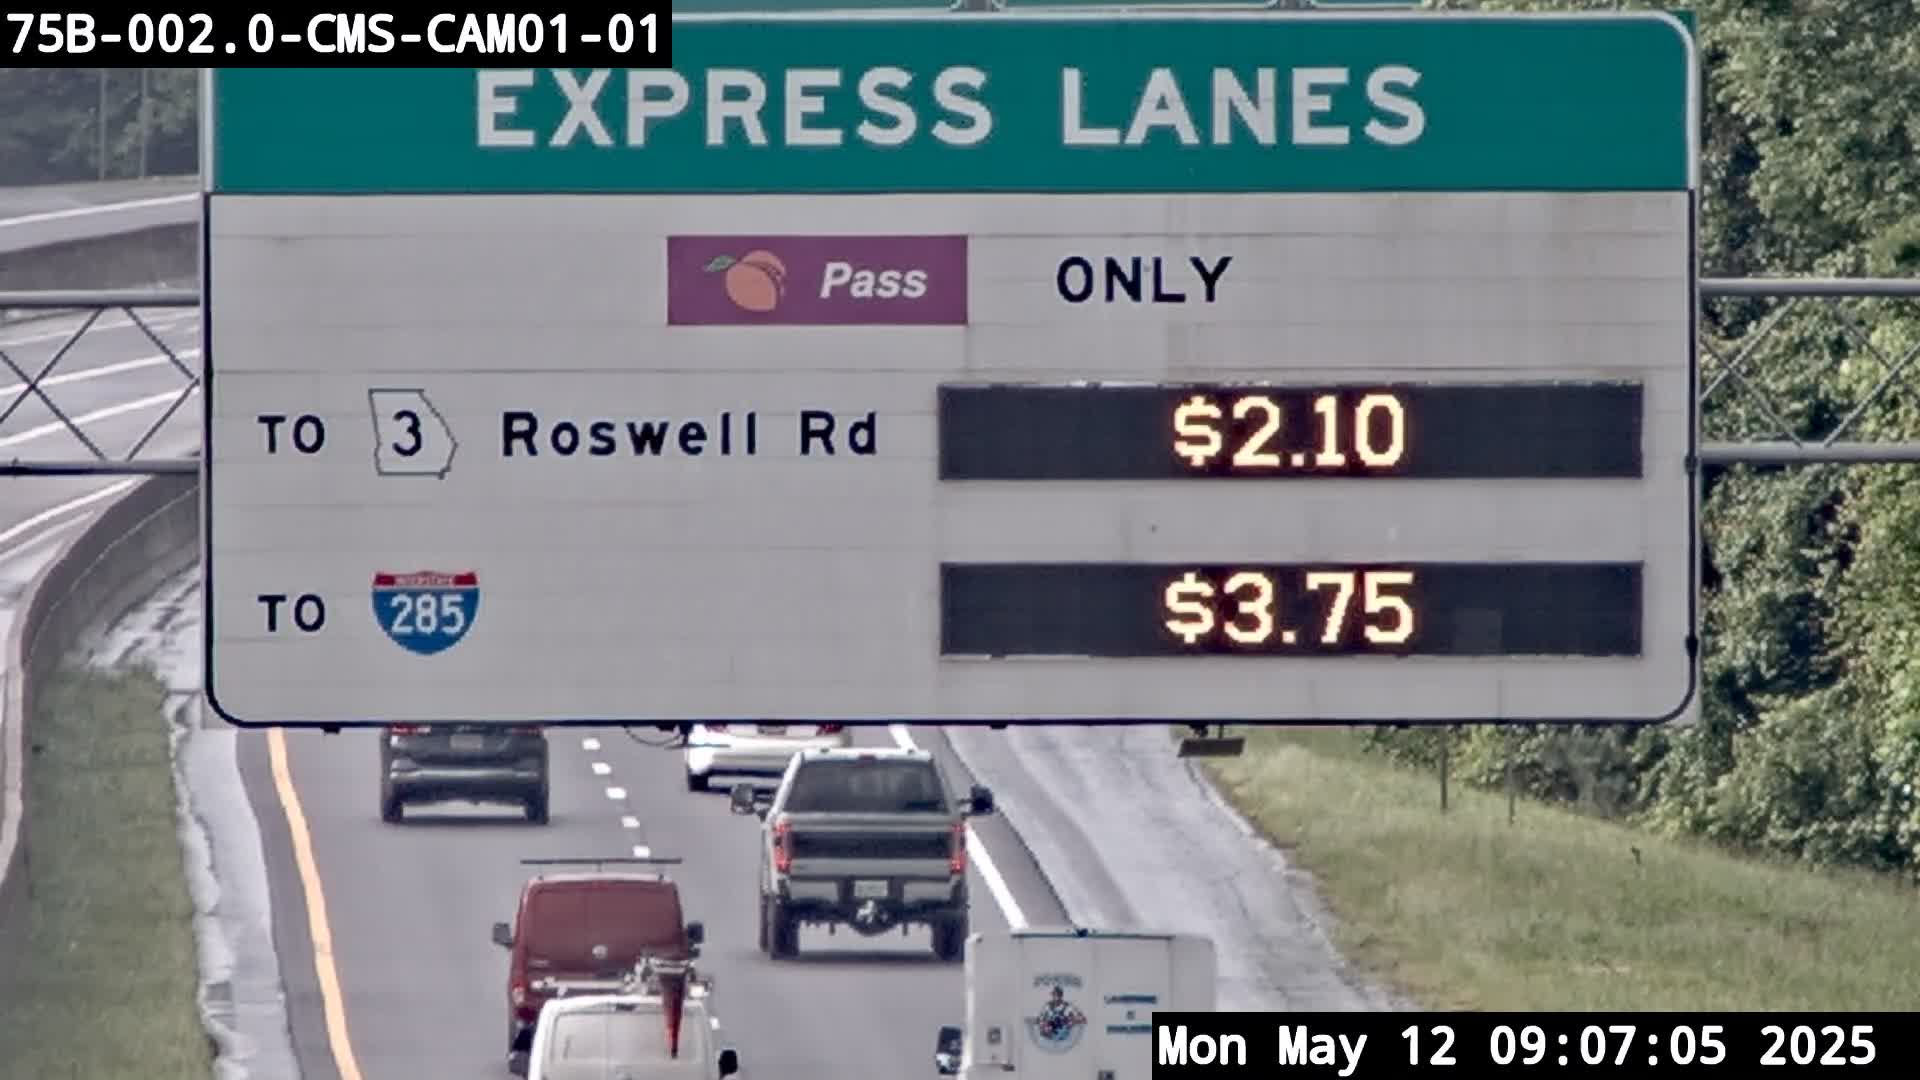 75B-002.0-CMS-CAM01-01
EXPRESS LANES
Pass ONLY
TO 3 Roswell Rd $2.10
INTERSTATE
TO 285 $3.75
Mon May 12 09:07:05 2025